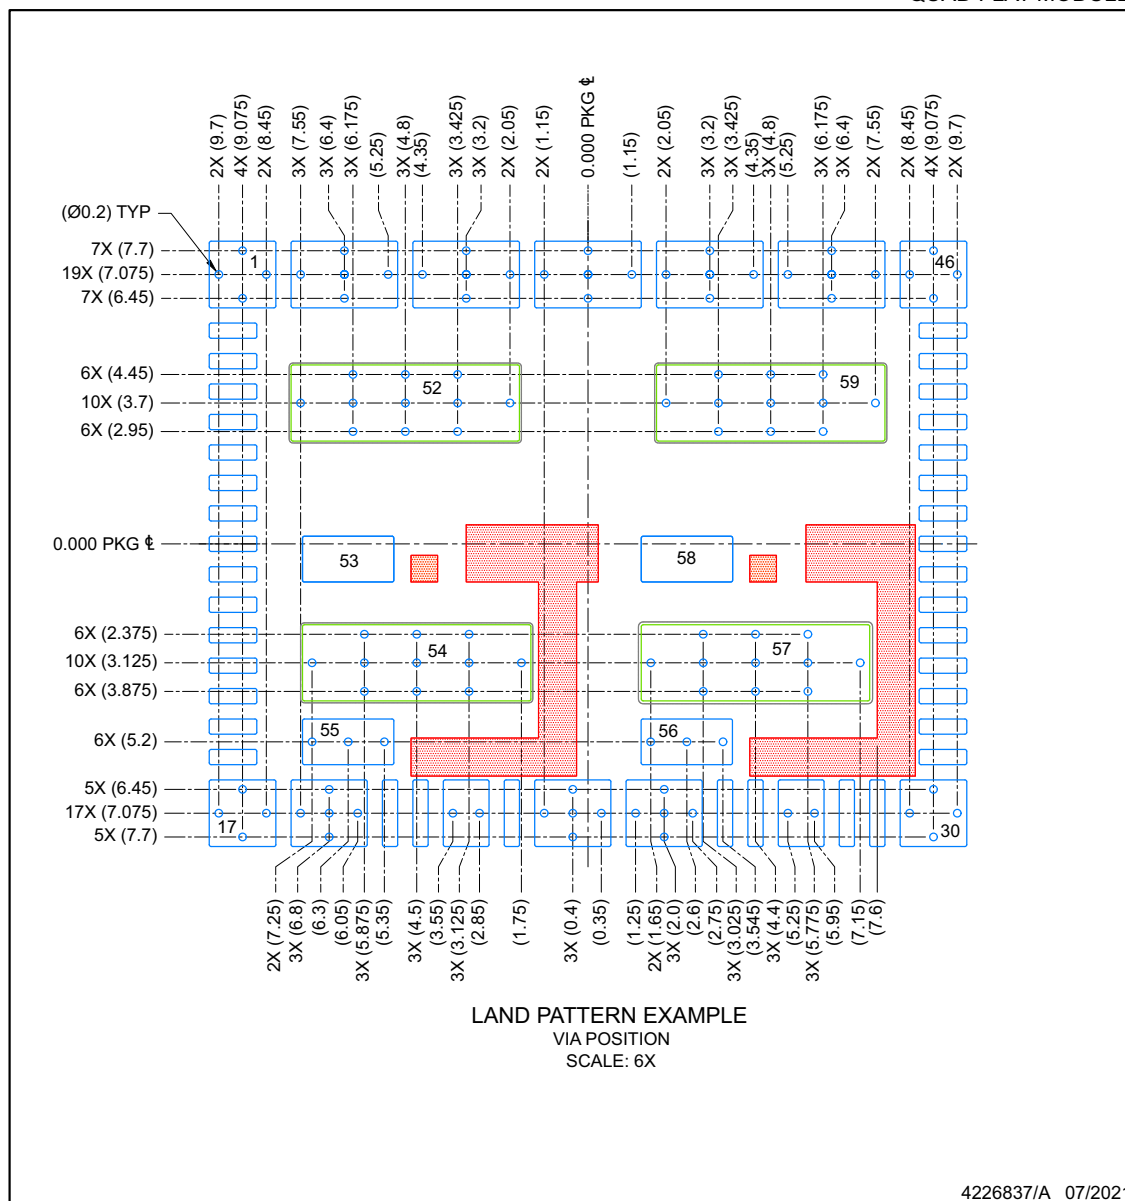 2X (9.7)
4X (9.075)
2X (8.45)
3X (7.55)
3X (6.4)
3X (6.175)
(5.25)
3X (4.8)
(4.35)
3X (3.425)
3X (3.2)
2X (2.05)
2X (1.15)
0.000 PKG ℄
(1.15)
2X (2.05)
3X (3.2)
3X (3.425)
(4.35)
3X (4.8)
(5.25)
3X (6.175)
3X (6.4)
2X (7.55)
2X (8.45)
4X (9.075)
2X (9.7)
(Ø0.2) TYP
7X (7.7)
1
46
19X (7.075)
7X (6.45)
6X (4.45)
52
59
10X (3.7)
6X (2.95)
0.000 PKG ℄
53
58
6X (2.375)
54
57
10X (3.125)
6X (3.875)
55
56
6X (5.2)
5X (6.45)
17X (7.075)
17
30
5X (7.7)
2X (7.25)
3X (6.8)
(6.3)
(6.05)
3X (5.875)
(5.35)
3X (4.5)
(3.55)
3X (3.125)
(2.85)
(1.75)
3X (0.4)
(0.35)
(1.25)
2X (1.65)
3X (2.0)
(2.6)
(2.75)
3X (3.025)
(3.545)
3X (4.4)
(5.25)
3X (5.775)
(5.95)
(7.15)
(7.6)
LAND PATTERN EXAMPLE
VIA POSITION
SCALE: 6X
4226837/A 07/2021